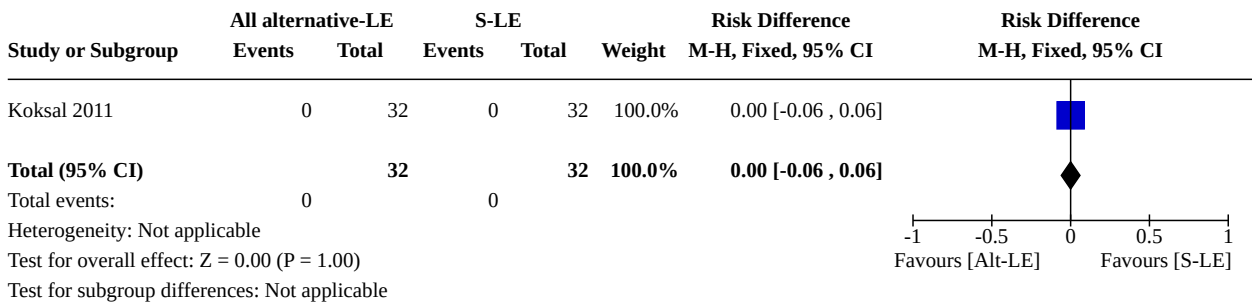 All alternative-LE S-LE Risk Difference Risk Difference
Study or Subgroup Events Total Events Total Weight M-H, Fixed, 95% CI M-H, Fixed, 95% CI
Koksal 2011 0 32 0 32 100.0% 0.00 [-0.06 , 0.06]
Total (95% CI) 32 32 100.0% 0.00 [-0.06 , 0.06]
Total events: 0 0
Heterogeneity: Not applicable
-1 -0.5 0 0.5 1
Test for overall effect: Z = 0.00 (P = 1.00) Favours [Alt-LE] Favours [S-LE]
Test for subgroup differences: Not applicable